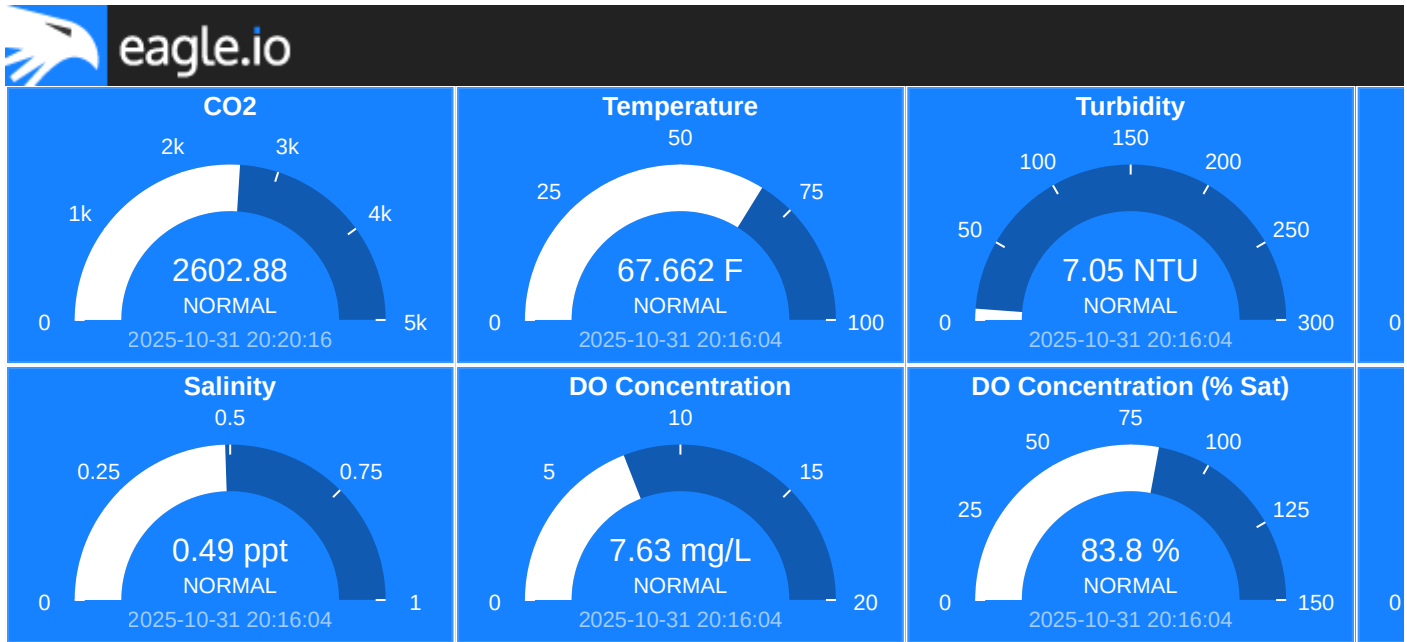 eagle.io
CO2
2k
3k
1k
4k
2602.88
NORMAL
0
5k
2025-10-31 20:20:16
Temperature
50
25
75
67.662 F
NORMAL
0
100
2025-10-31 20:16:04
Turbidity
150
100
200
50
250
7.05 NTU
NORMAL
0
300
2025-10-31 20:16:04
0
Salinity
0.5
0.25
0.75
0.49 ppt
NORMAL
0
1
2025-10-31 20:16:04
DO Concentration
10
5
15
7.63 mg/L
NORMAL
0
20
2025-10-31 20:16:04
DO Concentration (% Sat)
75
50
100
25
125
83.8 %
NORMAL
0
150
2025-10-31 20:16:04
0